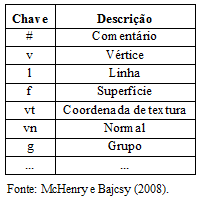 Chave Descrição
# Comentário
v Vértice
l Linha
f Superfície
vt Coordenada de textura
vn Normal
g Grupo
... ...
Fonte: McHenry e Bajcsy (2008).